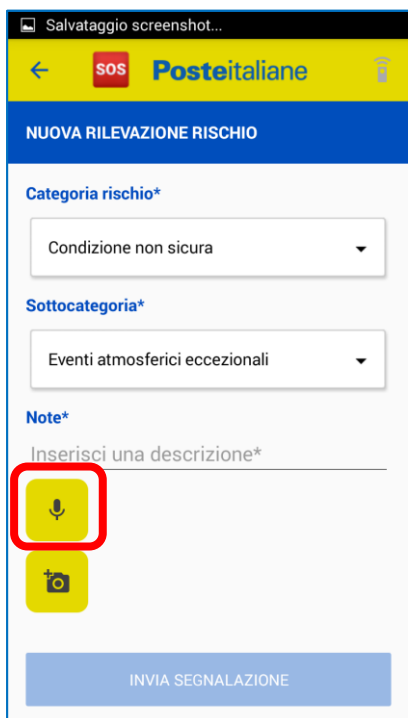 Salvataggio screenshot...
SOS Posteitaliane
NUOVA RILEVAZIONE RISCHIO
Categoria rischio*
Condizione non sicura
Sottocategoria*
Eventi atmosferici eccezionali
Note*
Inserisci una descrizione*
INVIA SEGNALAZIONE